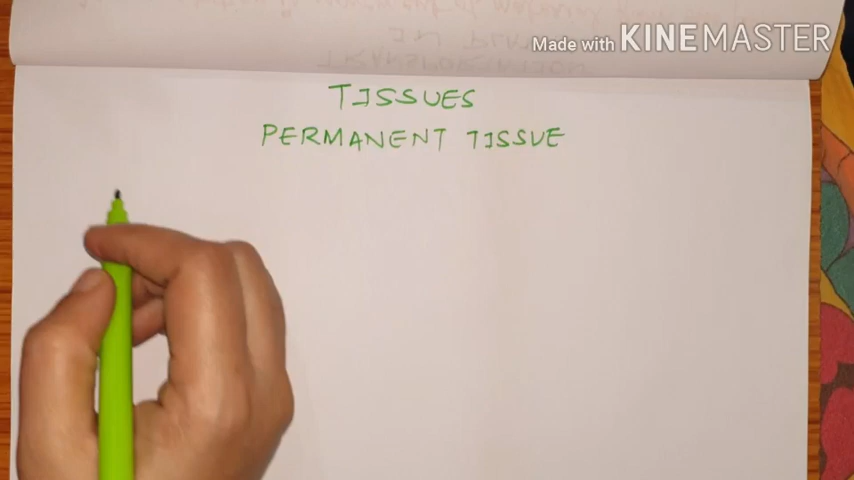 Made with KINEMASTER
TISSUES
PERMANENT TISSUE